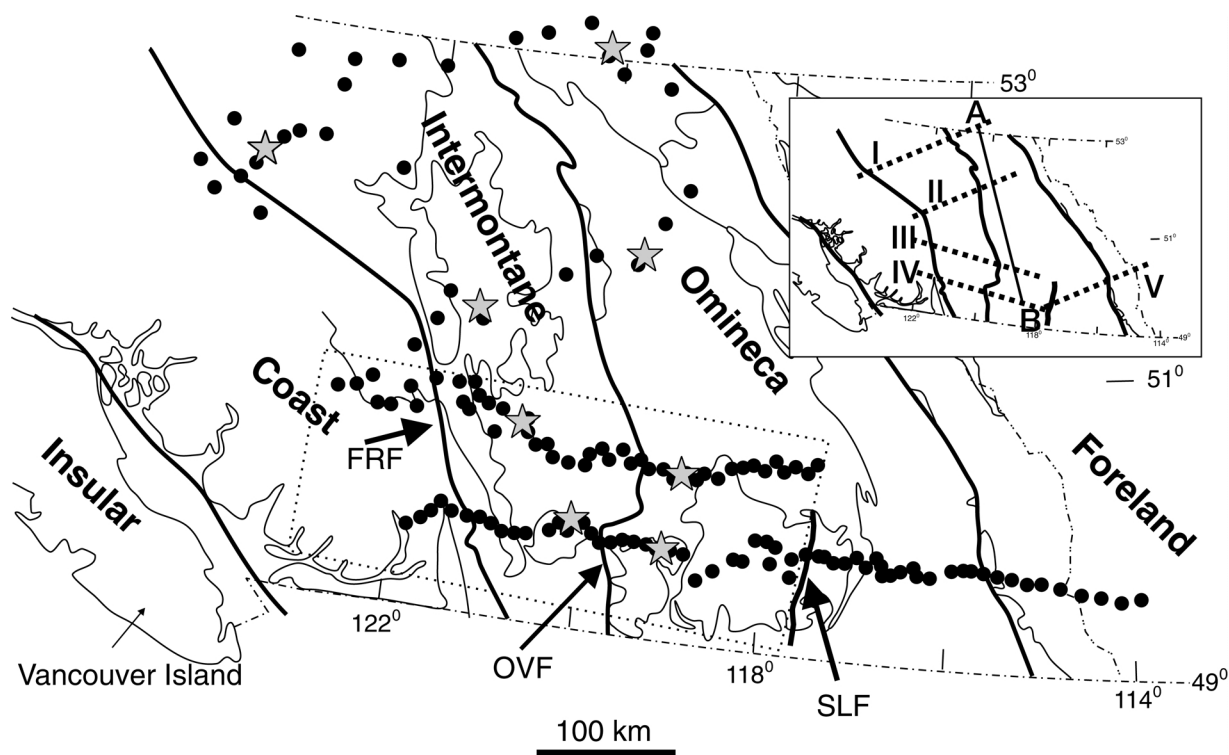 53⁰
A
53⁰
I
II
51⁰
III
IV
V
B
122⁰
118⁰
114⁰
49⁰
Intermontane
Omineca
51⁰
Coast
FRF
Foreland
Insular
122⁰
OVF
118⁰
49⁰
Vancouver Island
114⁰
SLF
100 km